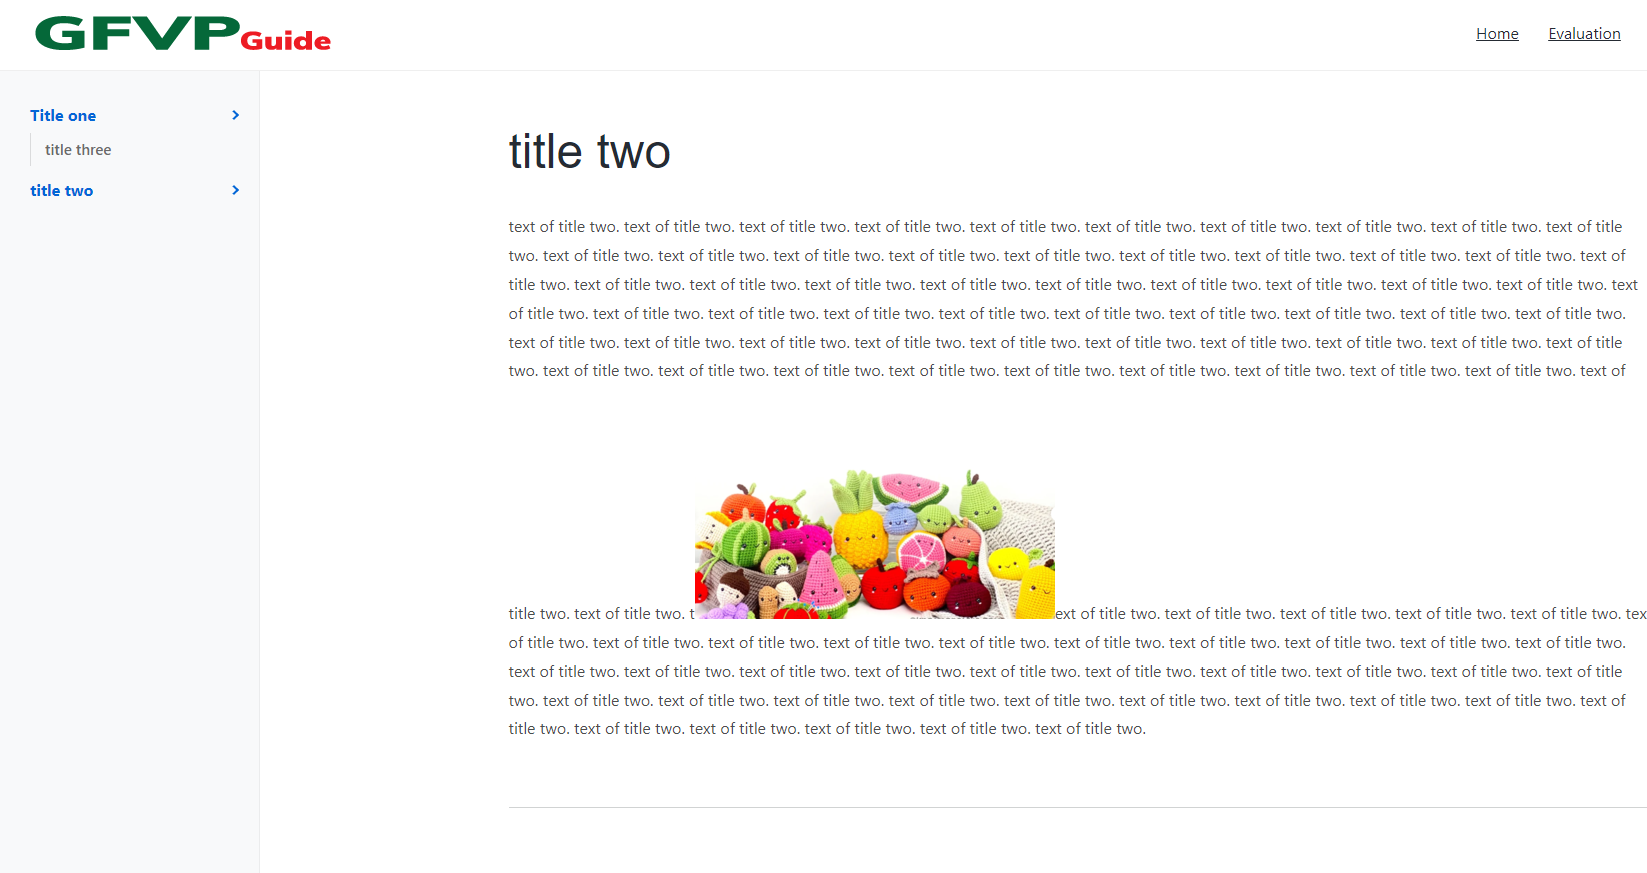 GFVP Guide
Home Evaluation
Title one
title three
title two
title two
text of title two. text of title two. text of title two. text of title two. text of title two. text of title two. text of title two. text of title two. text of title two. text of title
two. text of title two. text of title two. text of title two. text of title two. text of title two. text of title two. text of title two. text of title two. text of title two. text of
title two. text of title two. text of title two. text of title two. text of title two. text of title two. text of title two. text of title two. text of title two. text of title two. text
of title two. text of title two. text of title two. text of title two. text of title two. text of title two. text of title two. text of title two. text of title two. text of title two.
text of title two. text of title two. text of title two. text of title two. text of title two. text of title two. text of title two. text of title two. text of title two. text of title
two. text of title two. text of title two. text of title two. text of title two. text of title two. text of title two. text of title two. text of title two. text of title two. text of
title two. text of title two. t ext of title two. text of title two. text of title two. text of title two. text of title two. tex
of title two. text of title two. text of title two. text of title two. text of title two. text of title two. text of title two. text of title two. text of title two. text of title two.
text of title two. text of title two. text of title two. text of title two. text of title two. text of title two. text of title two. text of title two. text of title two. text of title
two. text of title two. text of title two. text of title two. text of title two. text of title two. text of title two. text of title two. text of title two. text of title two. text of
title two. text of title two. text of title two. text of title two. text of title two. text of title two.